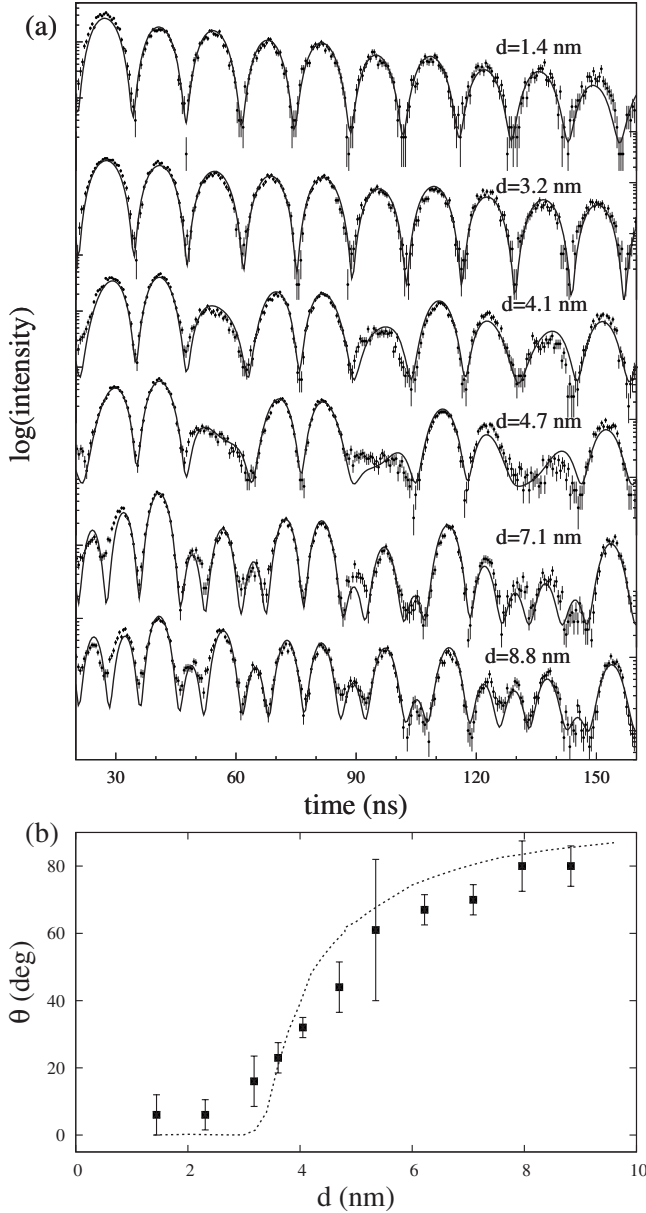 (a)
d=1.4 nm
d=3.2 nm
d=4.1 nm
d=4.7 nm
d=7.1 nm
d=8.8 nm
log(intensity)
30 60 90 120 150
time (ns)
(b)
80
60
40
20
0
θ (deg)
0 2 4 6 8 10
d (nm)